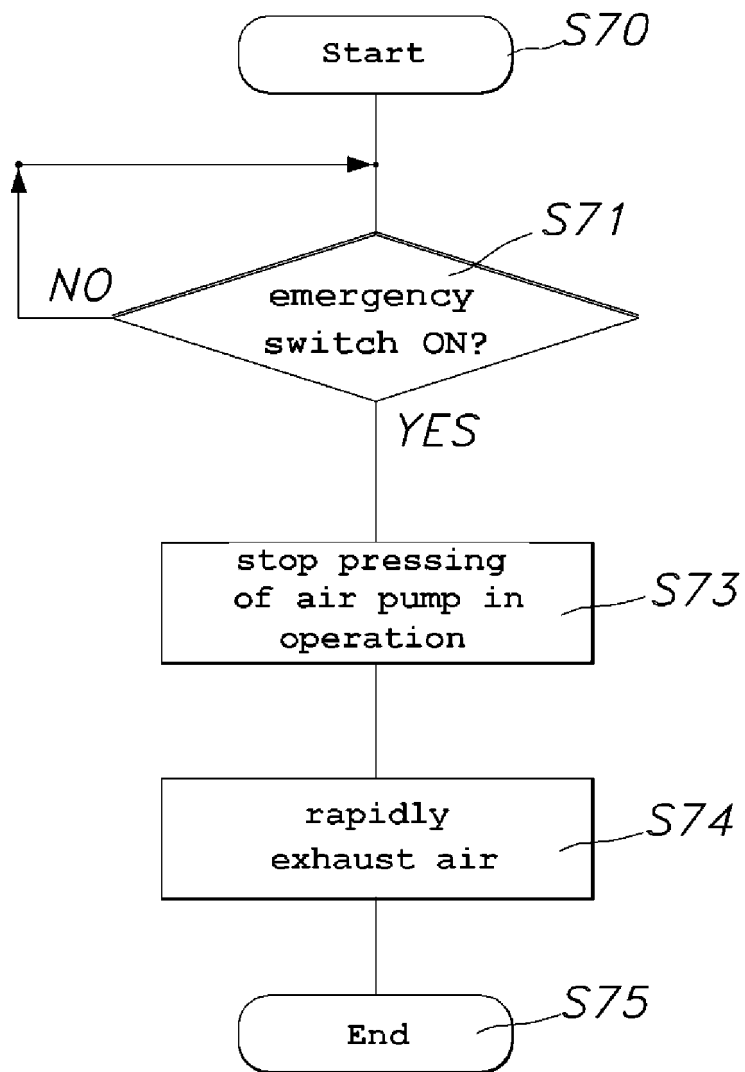 Start
S70
S71
NO
emergency
switch ON?
YES
stop pressing
of air pump in
operation
S73
rapidly
exhaust air
S74
End
S75